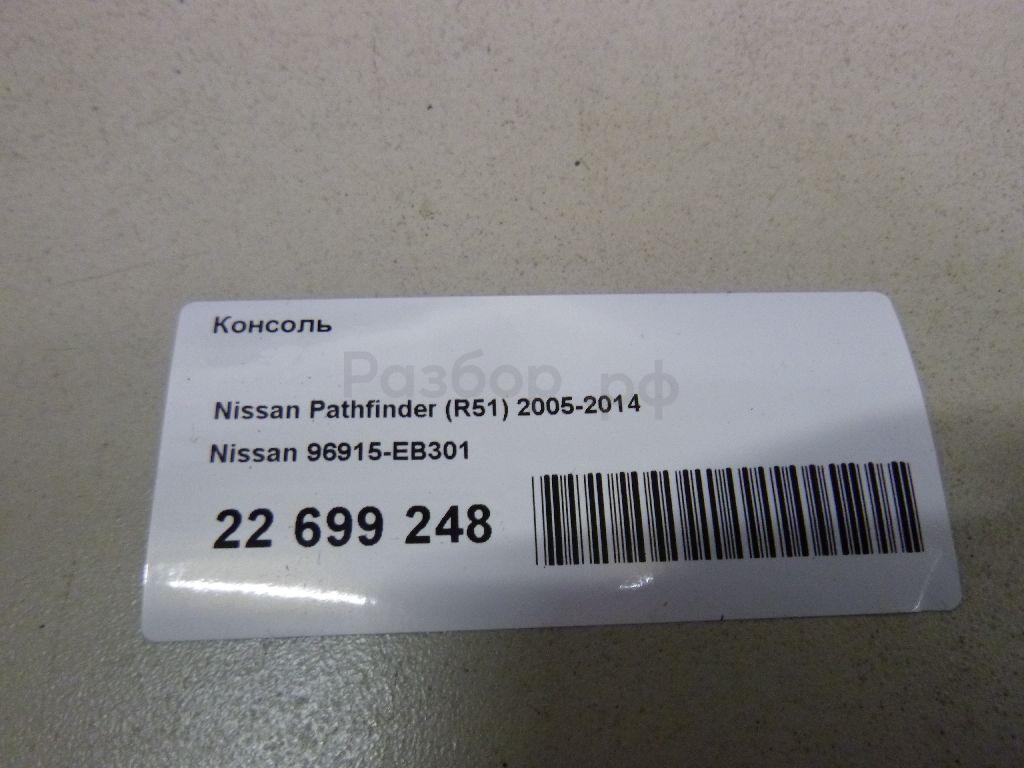 Консоль
Разбор.рф
Nissan Pathfinder (R51) 2005-2014
Nissan 96915-EB301
22 699 248